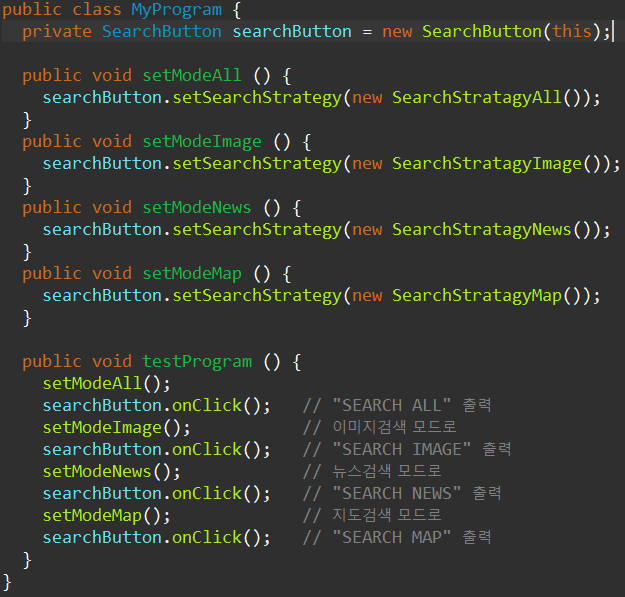 public class MyProgram {
  private SearchButton searchButton = new SearchButton(this);

  public void setModeAll () {
    searchButton.setSearchStrategy(new SearchStratagyAll());
  }
  public void setModeImage () {
    searchButton.setSearchStrategy(new SearchStratagyImage());
  }
  public void setModeNews () {
    searchButton.setSearchStrategy(new SearchStratagyNews());
  }
  public void setModeMap () {
    searchButton.setSearchStrategy(new SearchStratagyMap());
  }

  public void testProgram () {
    setModeAll();
    searchButton.onClick();   // "SEARCH ALL" 출력
    setModeImage();           // 이미지검색 모드로
    searchButton.onClick();   // "SEARCH IMAGE" 출력
    setModeNews();            // 뉴스검색 모드로
    searchButton.onClick();   // "SEARCH NEWS" 출력
    setModeMap();             // 지도검색 모드로
    searchButton.onClick();   // "SEARCH MAP" 출력
  }
}